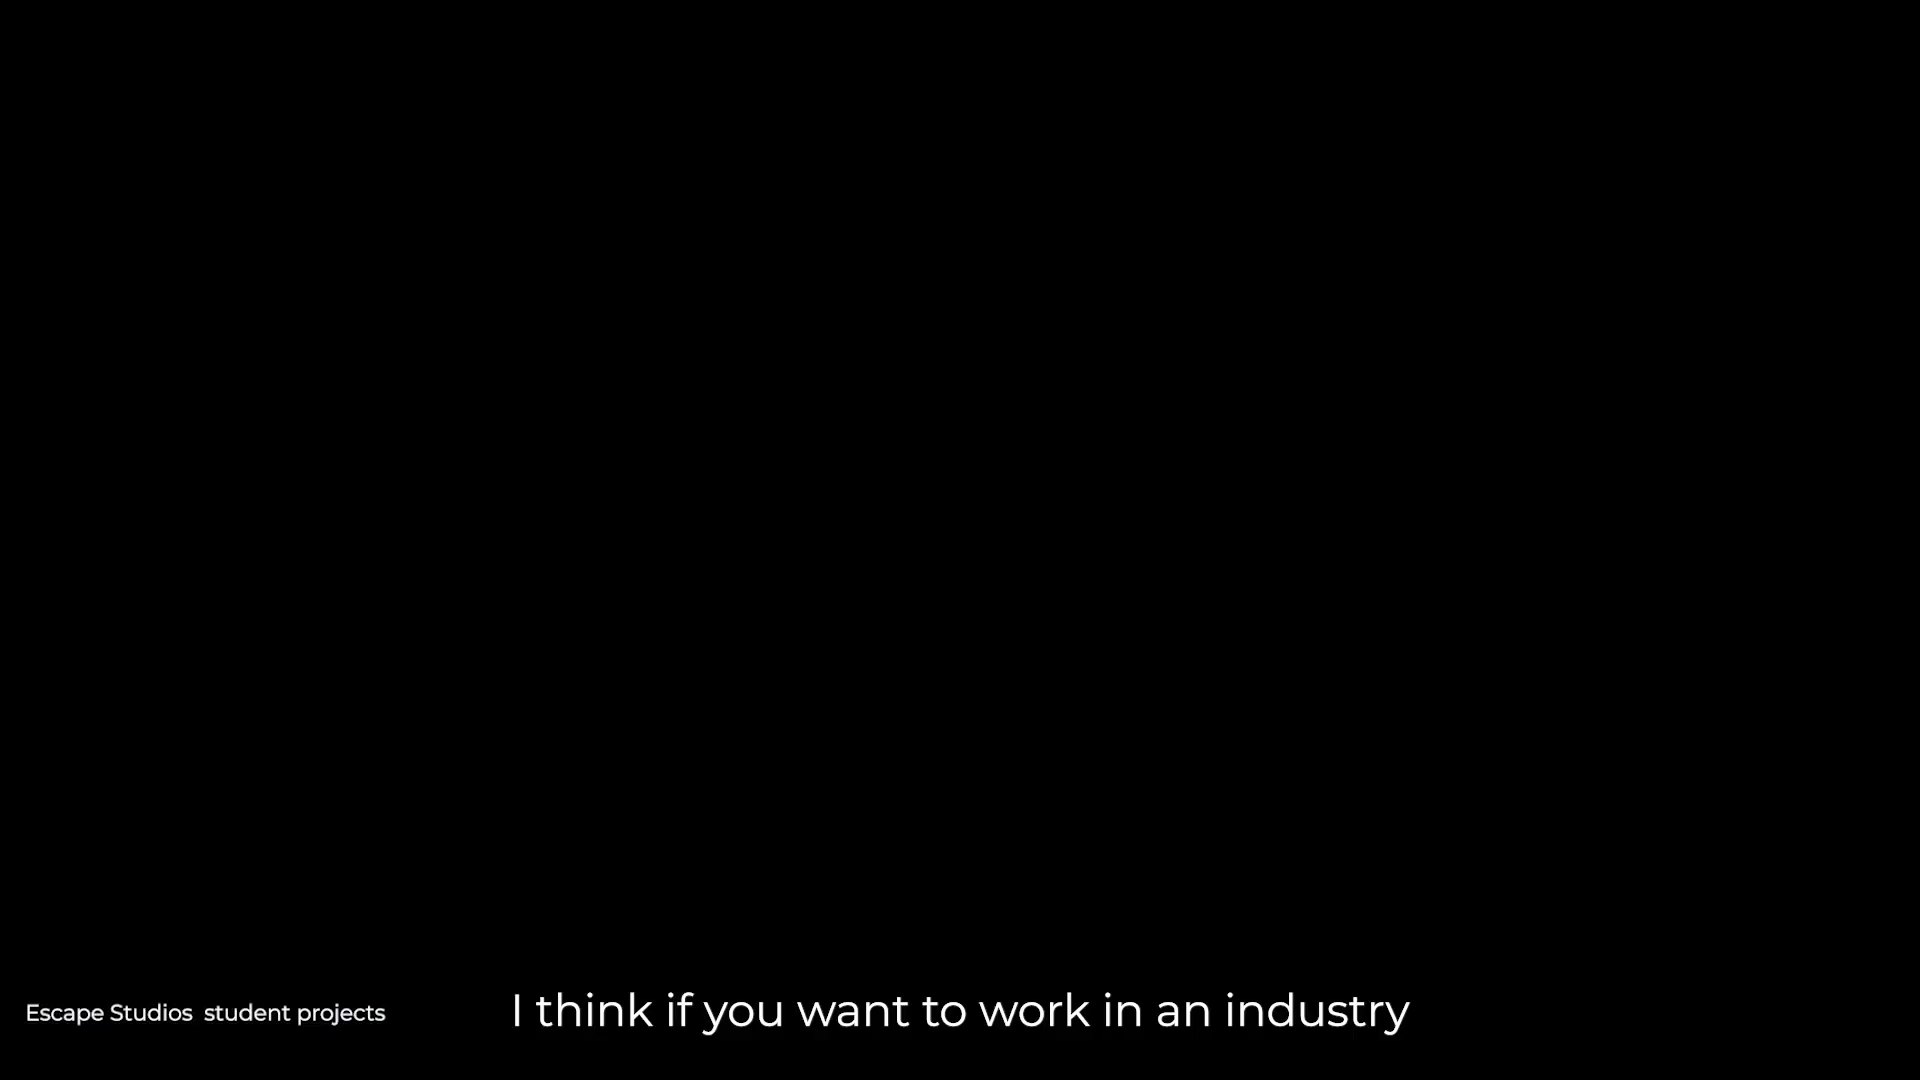 Escape Studios  student projects
I think if you want to work in an industry